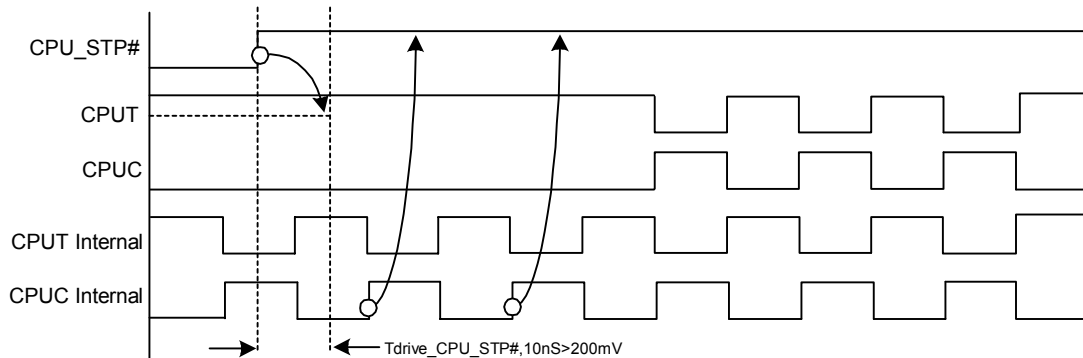 CPU_STP#
CPUT
CPUC
CPUT Internal
CPUC Internal
Tdrive_CPU_STP#,10nS>200mV